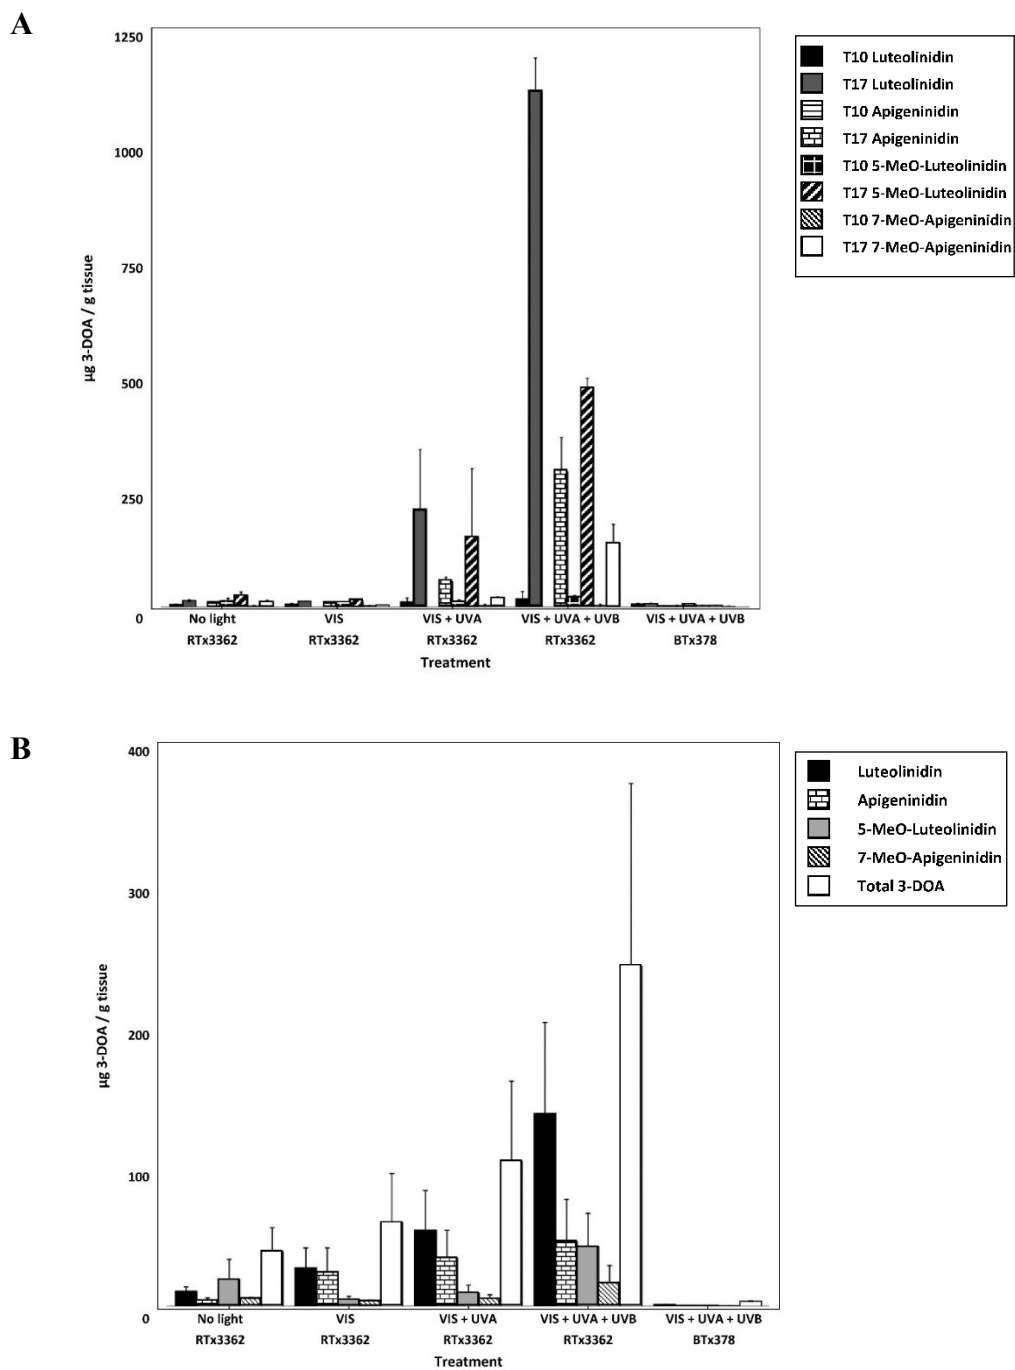 A
1250
1000
750
500
250
0
µg 3-DOA / g tissue
No light
RTx3362
VIS
RTx3362
VIS + UVA
RTx3362
VIS + UVA + UVB
RTx3362
VIS + UVA + UVB
BTx378
Treatment
T10 Luteolinidin
T17 Luteolinidin
T10 Apigeninidin
T17 Apigeninidin
T10 5-MeO-Luteolinidin
T17 5-MeO-Luteolinidin
T10 7-MeO-Apigeninidin
T17 7-MeO-Apigeninidin
B
400
300
200
100
0
µg 3-DOA / g tissue
No light
RTx3362
VIS
RTx3362
VIS + UVA
RTx3362
VIS + UVA + UVB
RTx3362
VIS + UVA + UVB
BTx378
Treatment
Luteolinidin
Apigeninidin
5-MeO-Luteolinidin
7-MeO-Apigeninidin
Total 3-DOA